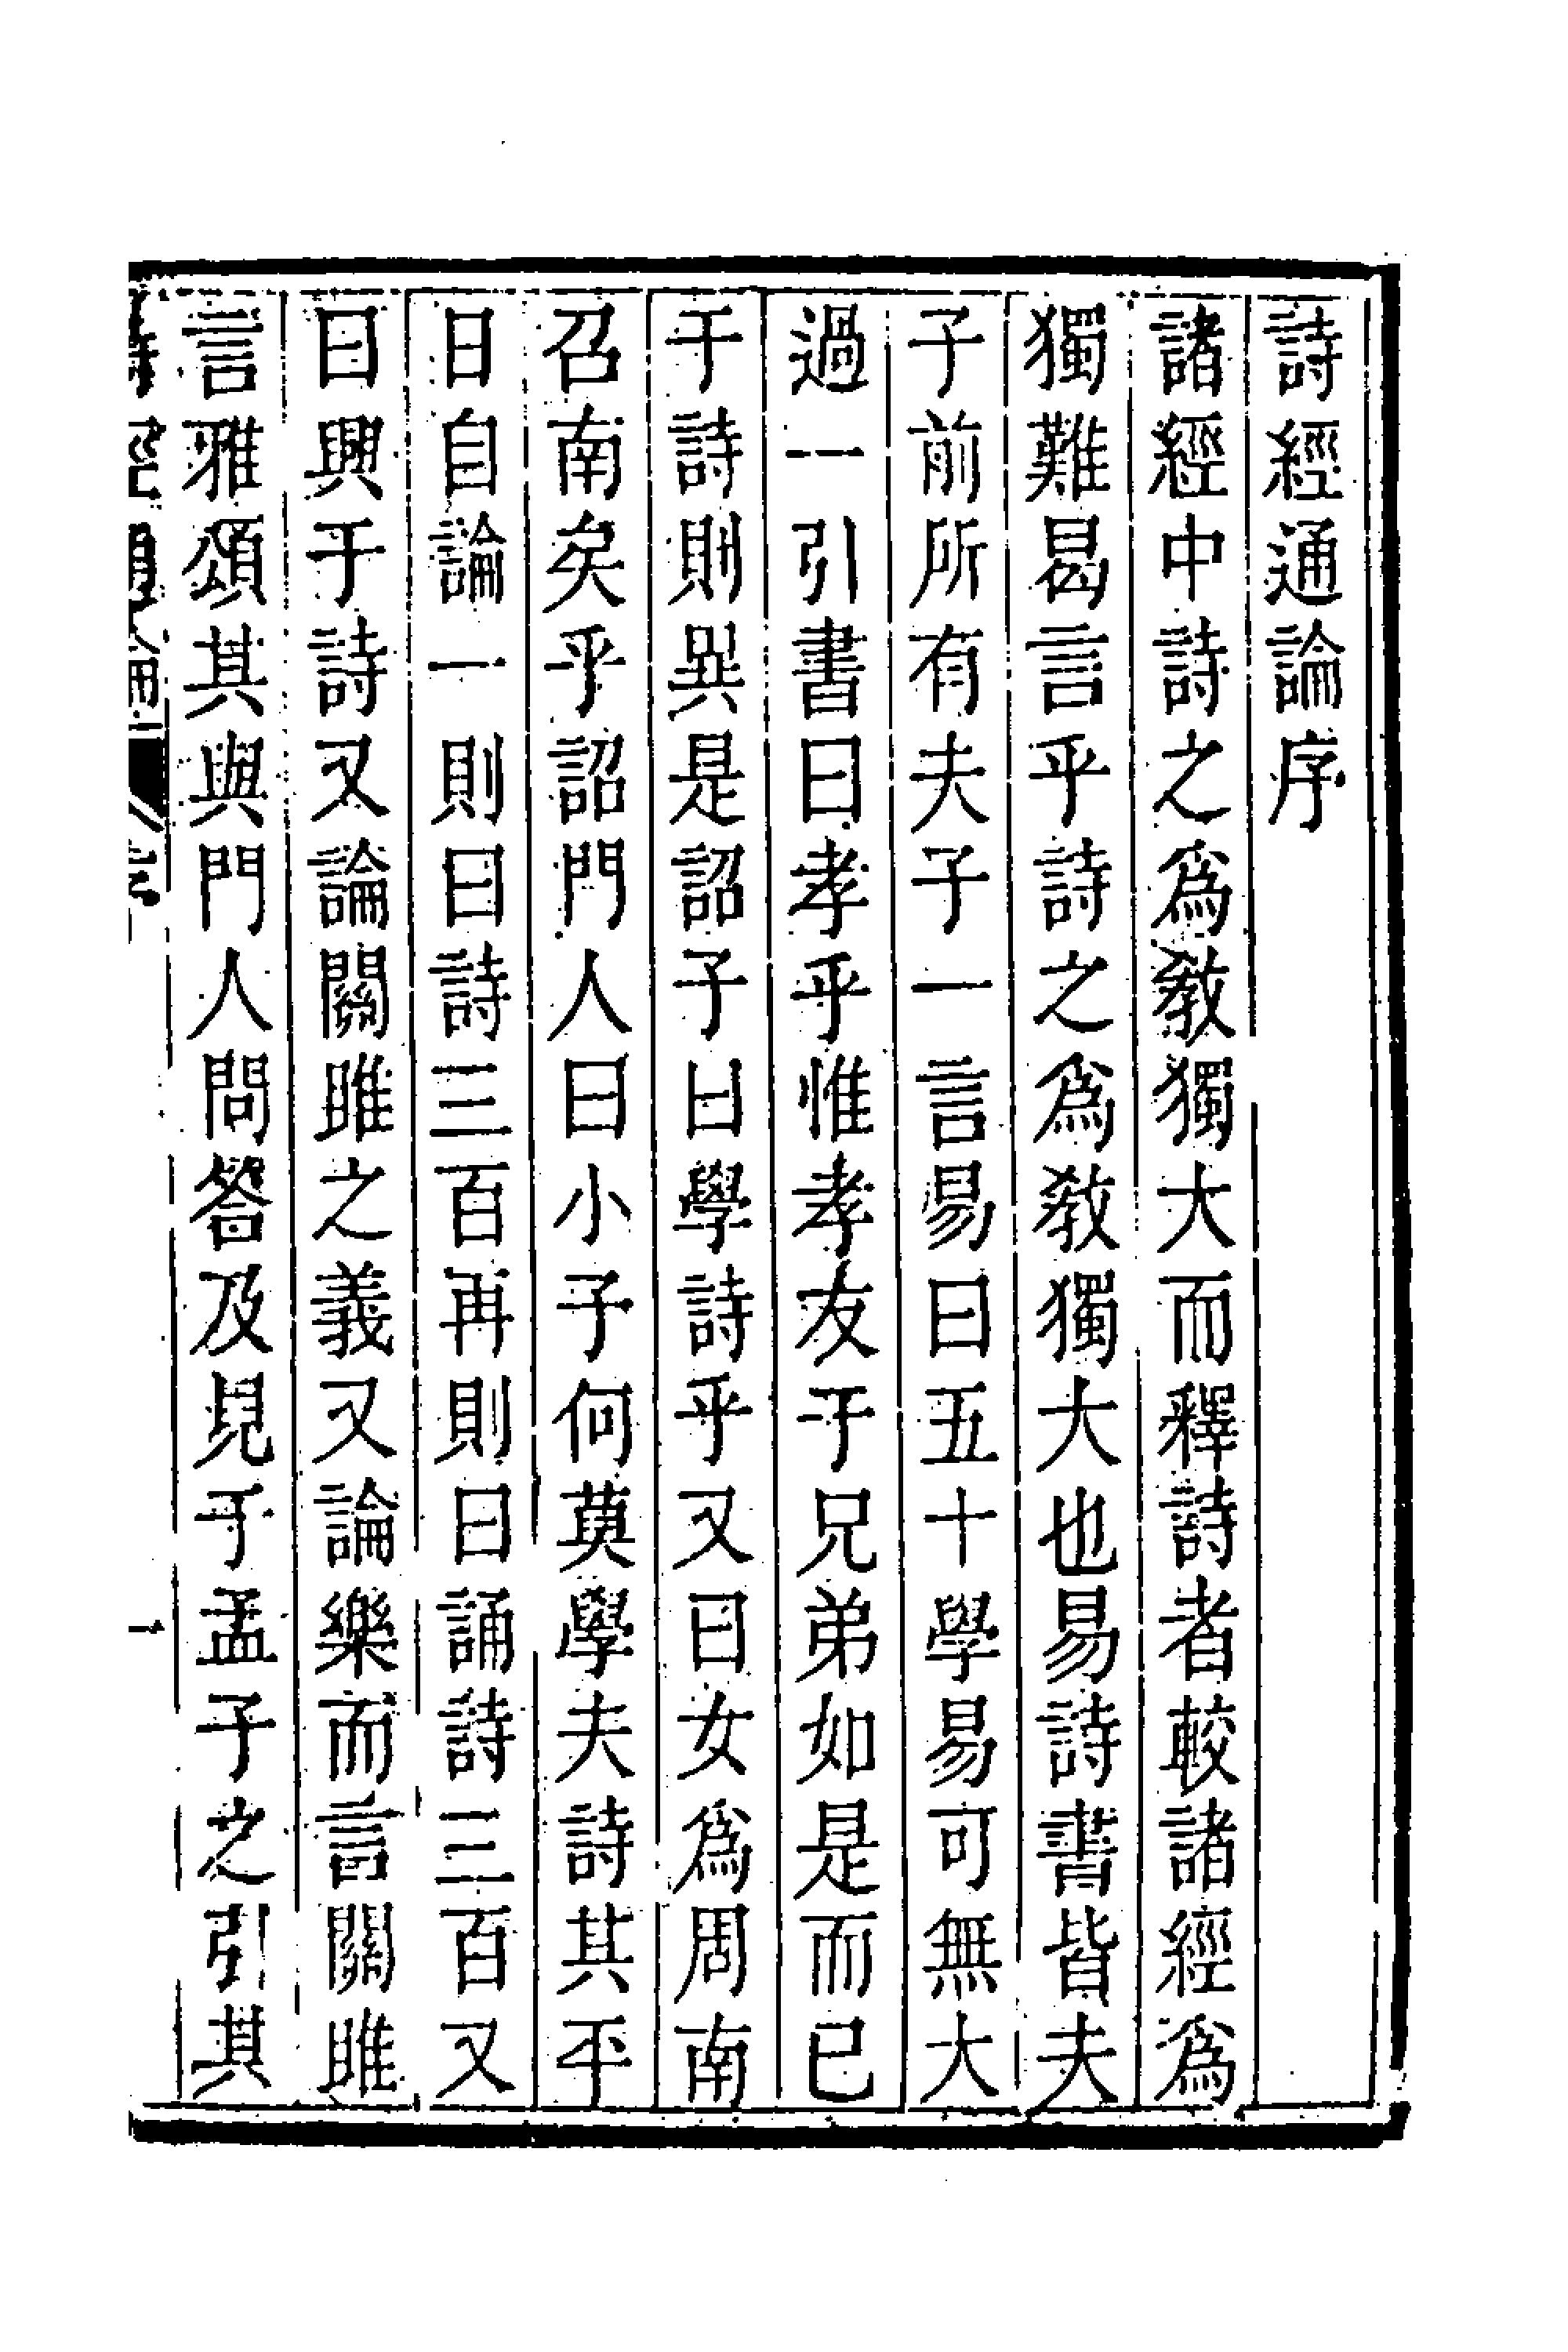 詩經通論序
諸經中詩之爲敎獨大而釋詩者較諸經爲
獨難曷言乎詩之爲敎獨大也易詩書皆夫
子前所有夫子一言易曰五十學易可無大
過一引書曰孝乎惟孝友于兄弟如是而已
于詩則異是詔子曰學詩乎又曰女爲周南
召南矣乎詔門人曰小子何莫學夫詩其平
日自論一則曰詩三百再則曰誦詩三百又
曰興于詩又論關雎之義又論樂而言關雎
言雅頌其與門人問答及見于孟子之引其
詩經通論 序 一